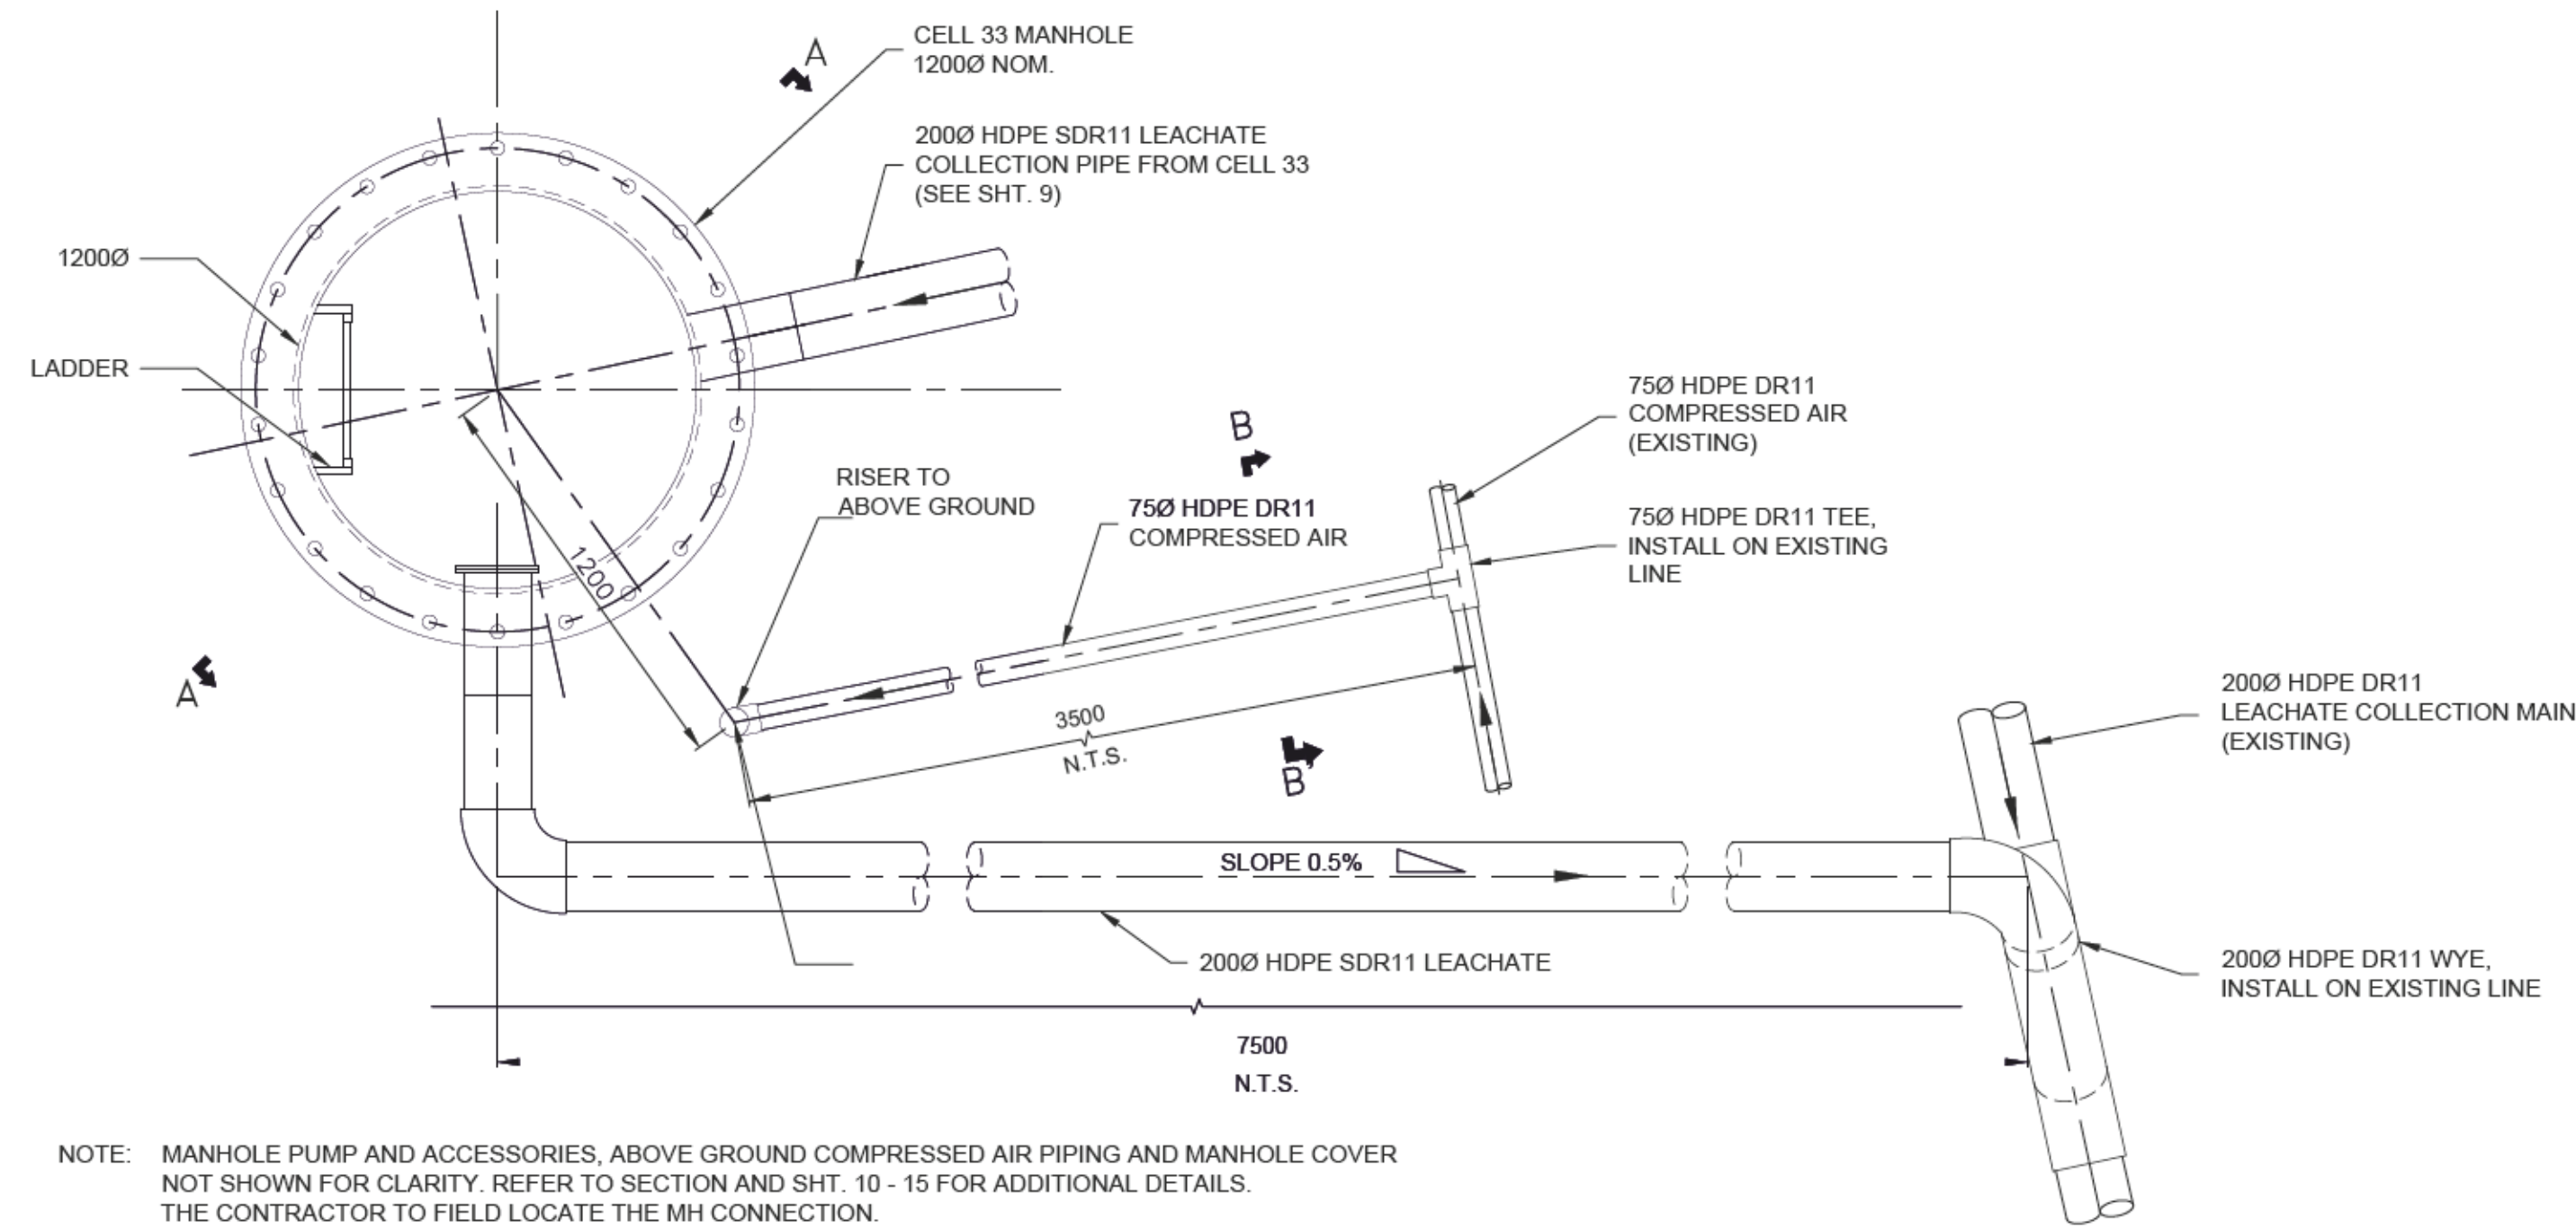 A
CELL 33 MANHOLE
1200Ø NOM.
200Ø HDPE SDR11 LEACHATE
COLLECTION PIPE FROM CELL 33
(SEE SHT. 9)
1200Ø
LADDER
75Ø HDPE DR11
COMPRESSED AIR
(EXISTING)
B
RISER TO
ABOVE GROUND
75Ø HDPE DR11
COMPRESSED AIR
75Ø HDPE DR11 TEE,
INSTALL ON EXISTING
LINE
1200
A
3500
N.T.S.
B'
200Ø HDPE DR11
LEACHATE COLLECTION MAIN
(EXISTING)
SLOPE 0.5%
200Ø HDPE SDR11 LEACHATE
200Ø HDPE DR11 WYE,
INSTALL ON EXISTING LINE
7500
N.T.S.
NOTE: MANHOLE PUMP AND ACCESSORIES, ABOVE GROUND COMPRESSED AIR PIPING AND MANHOLE COVER
NOT SHOWN FOR CLARITY. REFER TO SECTION AND SHT. 10 - 15 FOR ADDITIONAL DETAILS.
THE CONTRACTOR TO FIELD LOCATE THE MH CONNECTION.